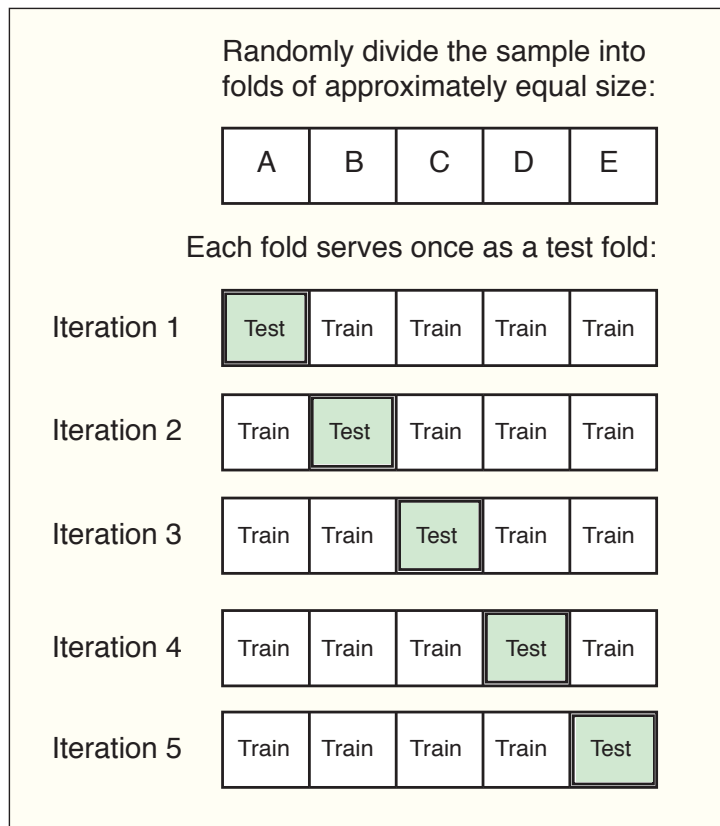 Randomly divide the sample into
folds of approximately equal size:
A B C D E
Each fold serves once as a test fold:
Iteration 1 Test Train Train Train Train
Iteration 2 Train Test Train Train Train
Iteration 3 Train Train Test Train Train
Iteration 4 Train Train Train Test Train
Iteration 5 Train Train Train Train Test